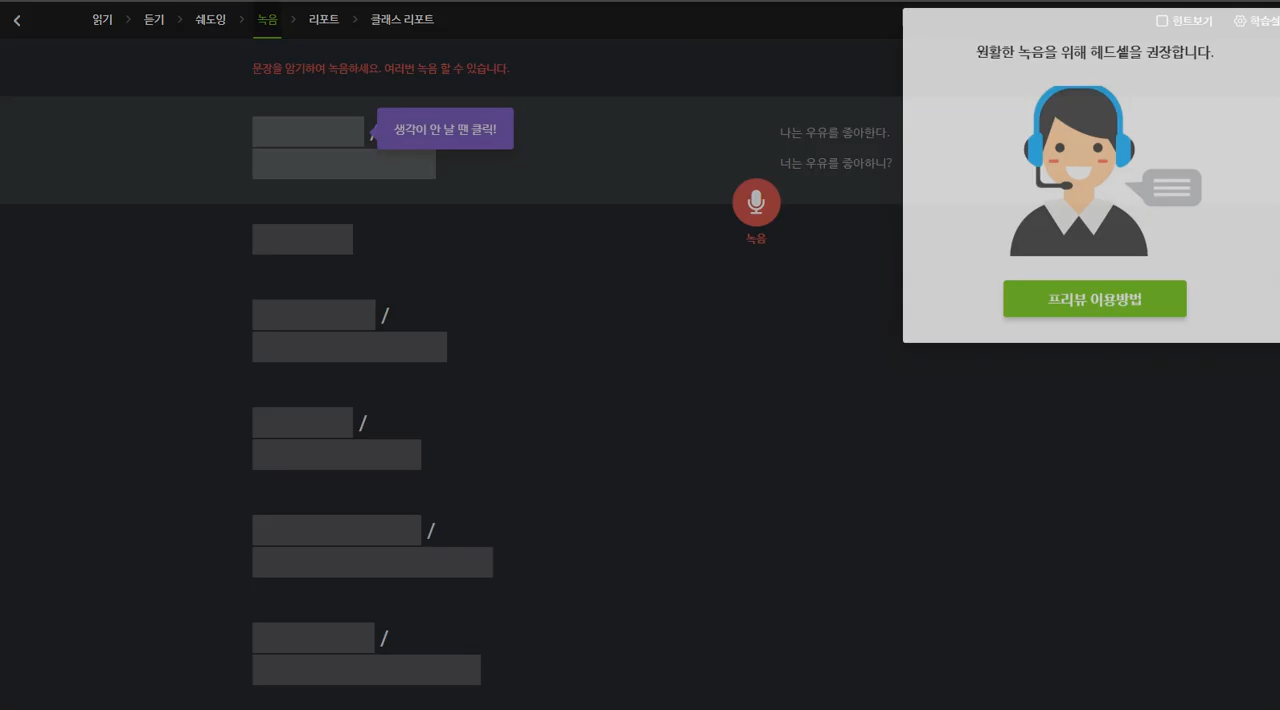 읽기 > 듣기 > 쉐도잉 > 녹음 > 리포트 > 클래스 리포트
힌트보기
문장을 암기하여 녹음하세요. 여러번 녹음 할 수 있습니다.
원활한 녹음을 위해 헤드셑을 권장합니다.
/
생각이 안 날 땐 클릭!
나는 우유를 좋아한다.
너는 우유를 좋아하니?
녹음
프리뷰 이용방법
/
/
/
/